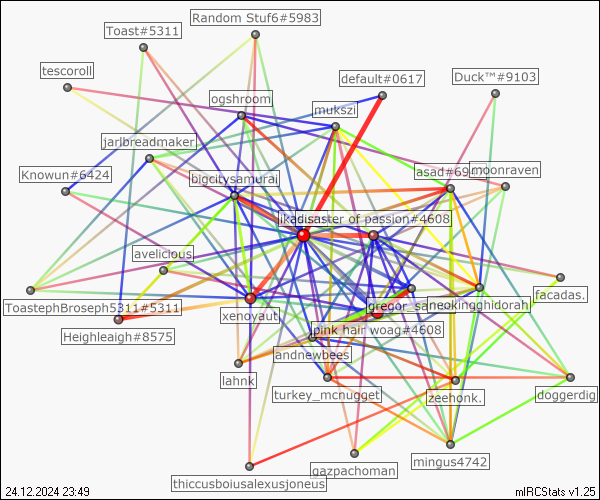 Random Stuf6#5983
Toast#5311
tescoroll
default#0617
Duck™#9103
ogshroom
mukszi
jarlbreadmaker
asad#69
moonraven
Knowun#6424
bigcitysamurai
disaster of passion#4608
avelicious
facadas.
ToastephBroseph5311#5311
gregor_sa
neokingghidorah
xenoyaut
pink hair woag#4608
Heighleigh#8575
andnewbees
lahnk
turkey_mcnugget
zeehonk.
doggerdig
mingus4742
gazpachoman
thiccusboiusalexusjoneus
24.12.2024 23:49
mIRCStats v1.25